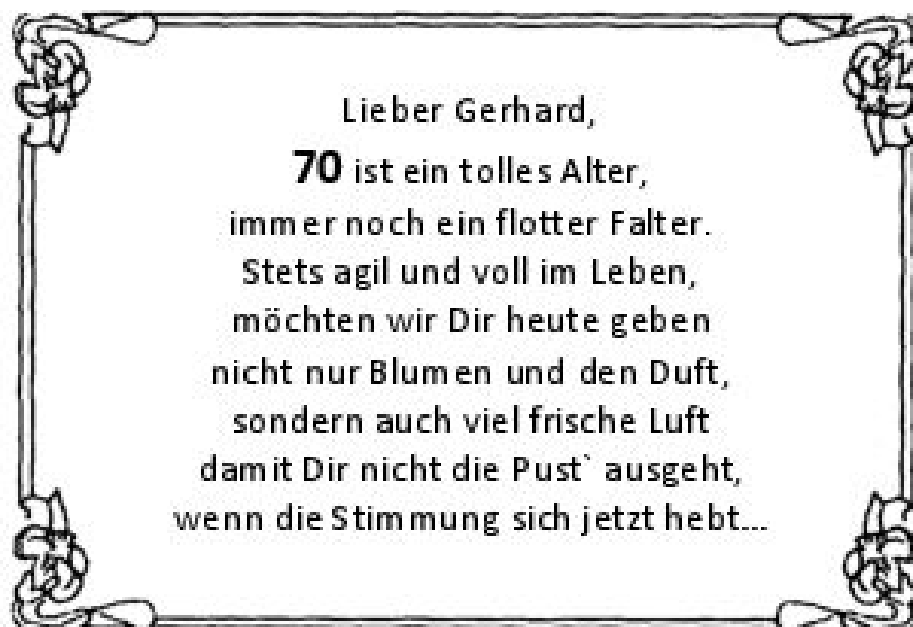 Lieber Gerhard,
70 ist ein tolles Alter,
immer noch ein flotter Falter.
Stets agil und voll im Leben,
möchten wir Dir heute geben
nicht nur Blumen und den Duft,
sondern auch viel frische Luft
damit Dir nicht die Pust` ausgeht,
wenn die Stimmung sich jetzt hebt...